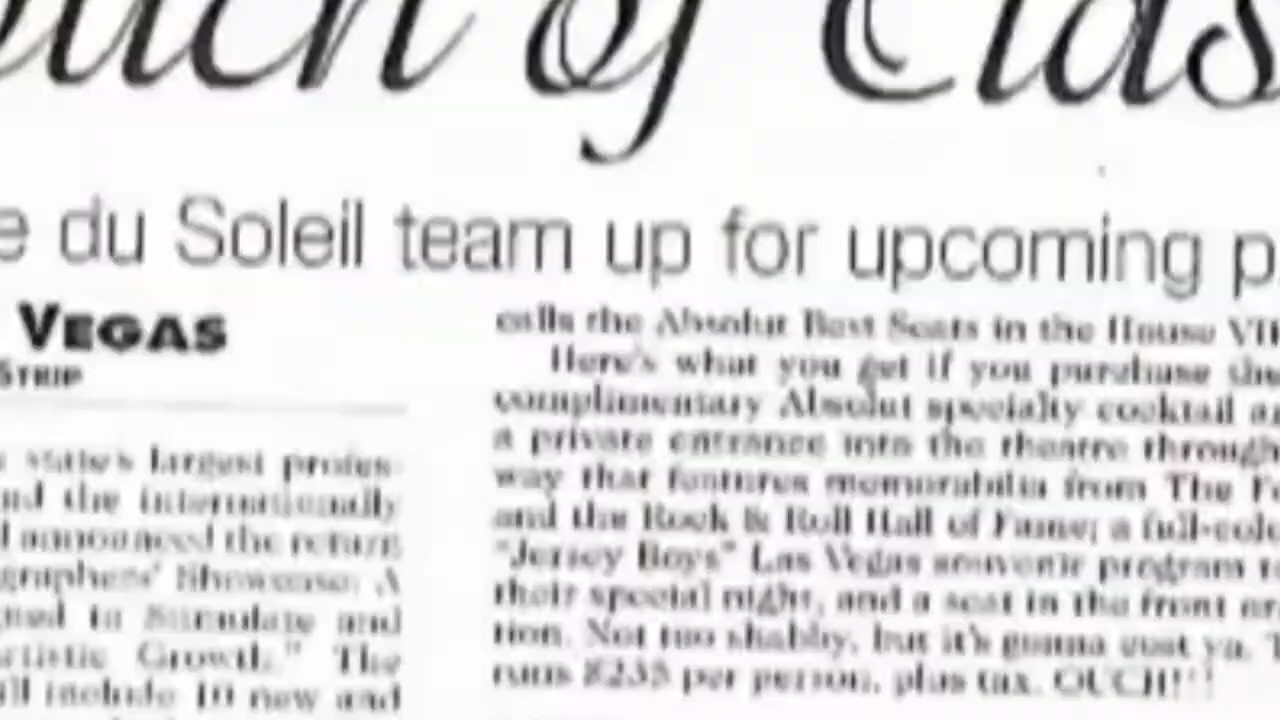 ouch of Clas
e du Soleil team up for upcoming p
VEGAS
STRIP
state's largest profes-
nd the internationally
announced the return
graphers' Showcase: A
ned to Stimulate and
rtistic Growth." The
ill include 10 new and
calls the Absolut Best Seats in the House VIP
Here's what you get if you purchase the
complimentary Absolut specialty cocktail a
a private entrance into the theatre through
way that features memorabilia from The F
and the Rock & Roll Hall of Fame; a full-colo
"Jersey Boys" Las Vegas souvenir program t
their special night, and a seat in the front or
tion. Not too shabby, but it's gonna cost ya. T
runs $235 per person, plus tax. OUCH!!!